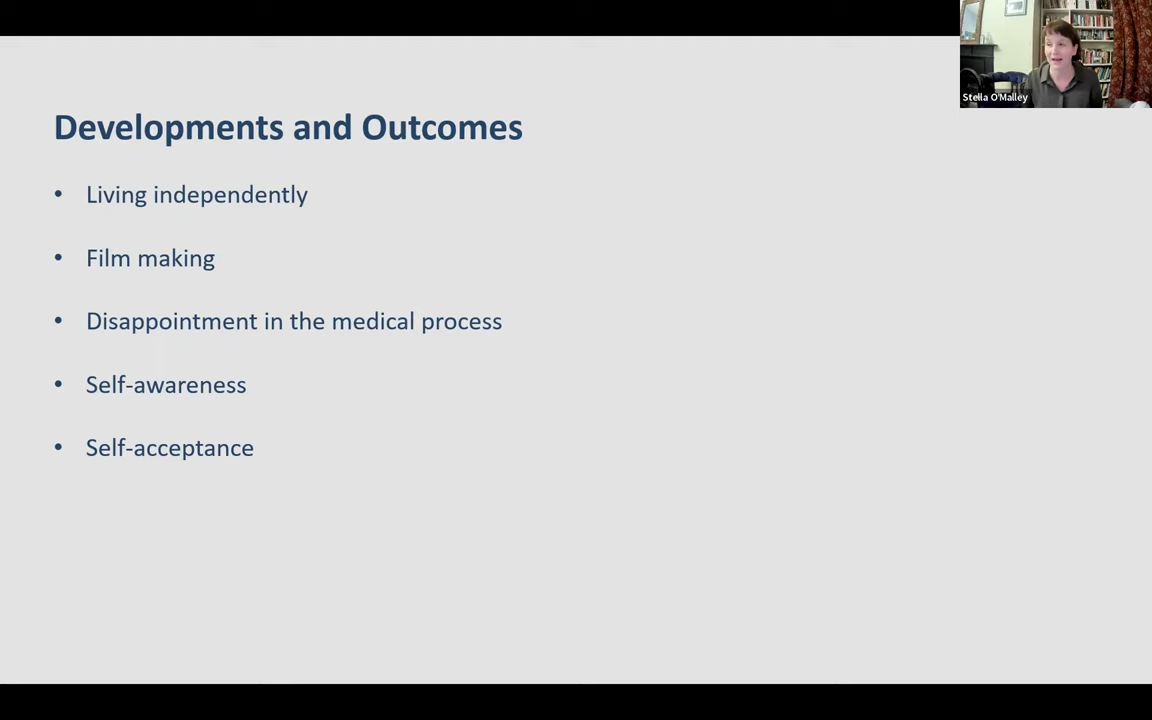 Stella O'Malley
Developments and Outcomes
• Living independently
• Film making
• Disappointment in the medical process
• Self-awareness
• Self-acceptance